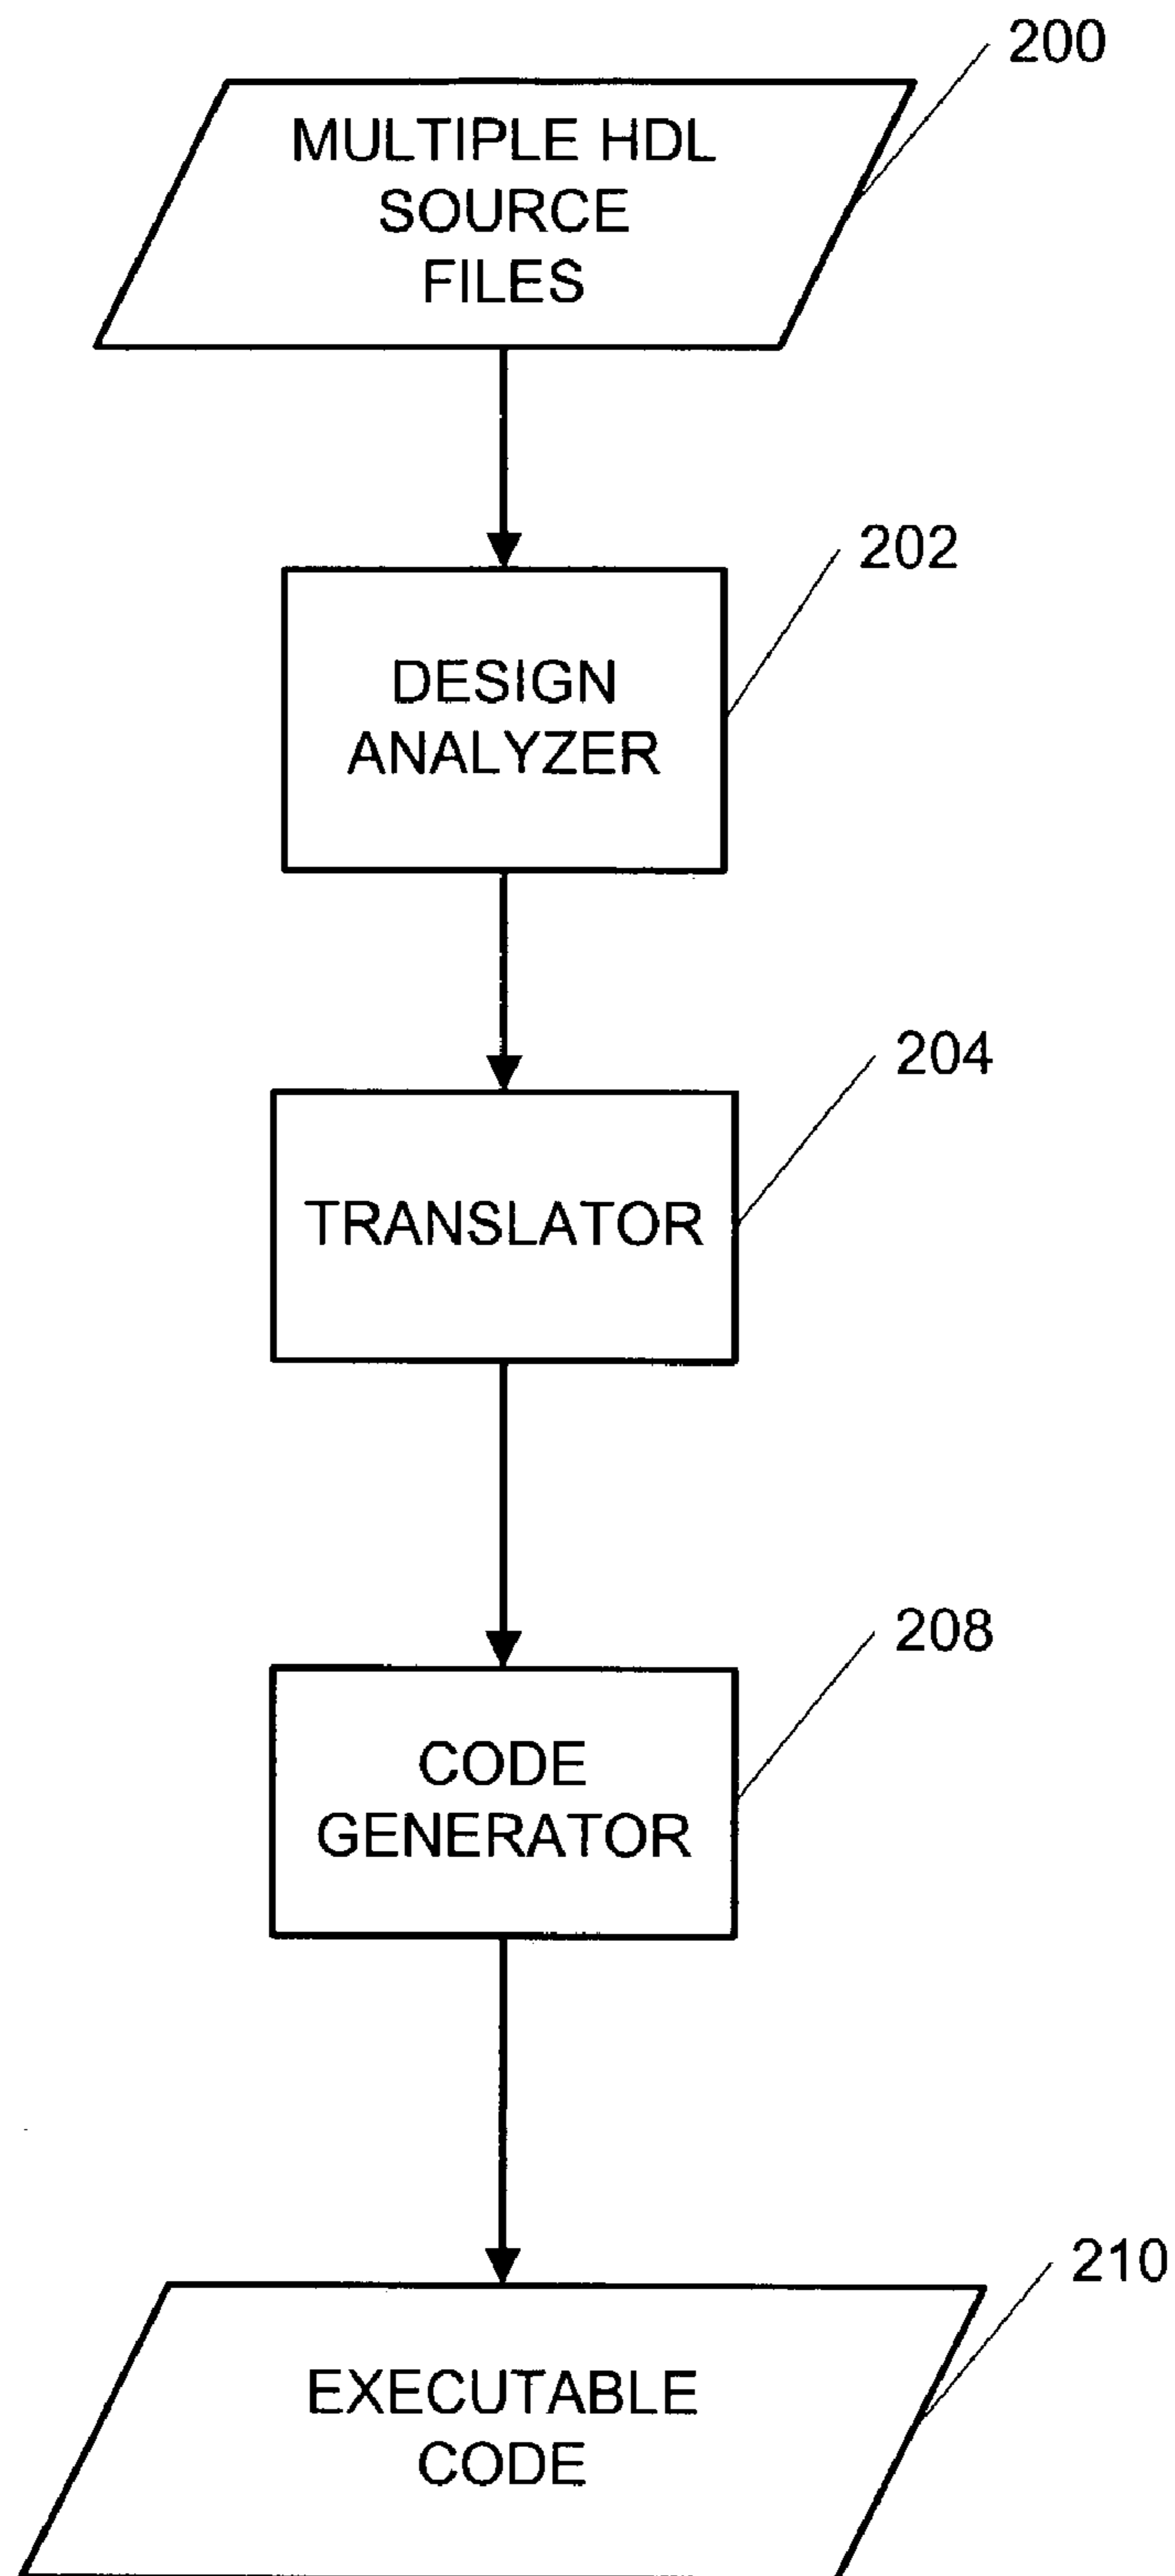 200
MULTIPLE HDL
SOURCE
FILES
202
DESIGN
ANALYZER
204
TRANSLATOR
208
CODE
GENERATOR
210
EXECUTABLE
CODE